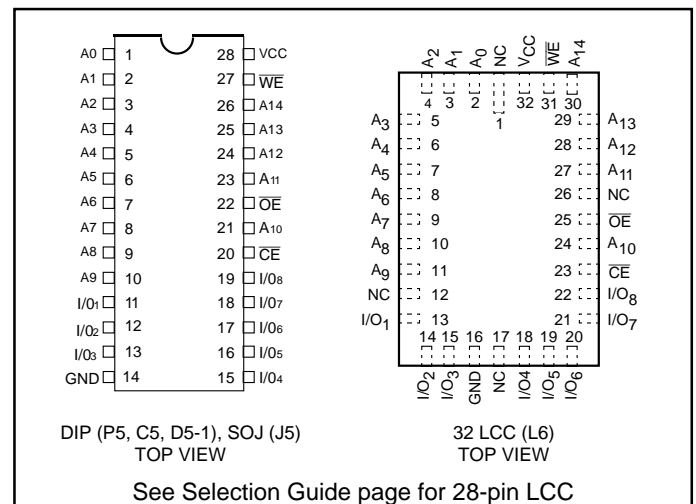 A0 1 28 VCC
A1 2 27 WE
A2 3 26 A14
A3 4 25 A13
A4 5 24 A12
A5 6 23 A11
A6 7 22 OE
A7 8 21 A10
A8 9 20 CE
A9 10 19 I/O8
I/O1 11 18 I/O7
I/O2 12 17 I/O6
I/O3 13 16 I/O5
GND 14 15 I/O4
DIP (P5, C5, D5-1), SOJ (J5)
TOP VIEW
A2 A1 A0 NC VCC WE A14
4 3 2 1 32 31 30
A3 5 29 A13
A4 6 28 A12
A5 7 27 A11
A6 8 26 NC
A7 9 25 OE
A8 10 24 A10
A9 11 23 CE
NC 12 22 I/O8
I/O1 13 21 I/O7
14 15 16 17 18 19 20
I/O2 I/O3 GND NC I/O4 I/O5 I/O6
32 LCC (L6)
TOP VIEW
See Selection Guide page for 28-pin LCC